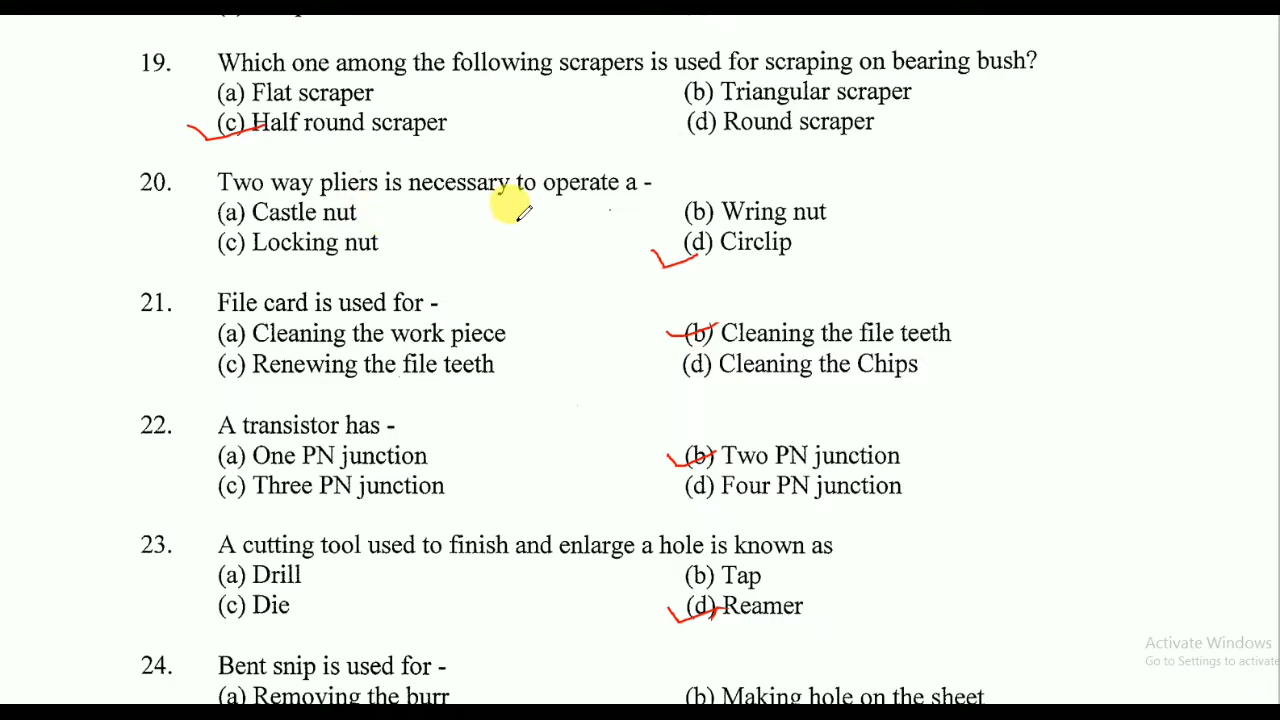 19. Which one among the following scrapers is used for scraping on bearing bush?
(a) Flat scraper (b) Triangular scraper
(c) Half round scraper (d) Round scraper
20. Two way pliers is necessary to operate a -
(a) Castle nut (b) Wring nut
(c) Locking nut (d) Circlip
21. File card is used for -
(a) Cleaning the work piece (b) Cleaning the file teeth
(c) Renewing the file teeth (d) Cleaning the Chips
22. A transistor has -
(a) One PN junction (b) Two PN junction
(c) Three PN junction (d) Four PN junction
23. A cutting tool used to finish and enlarge a hole is known as
(a) Drill (b) Tap
(c) Die (d) Reamer
Activate Windows
Go to Settings to activate
24. Bent snip is used for -
(a) Removing the burr (b) Making hole on the sheet